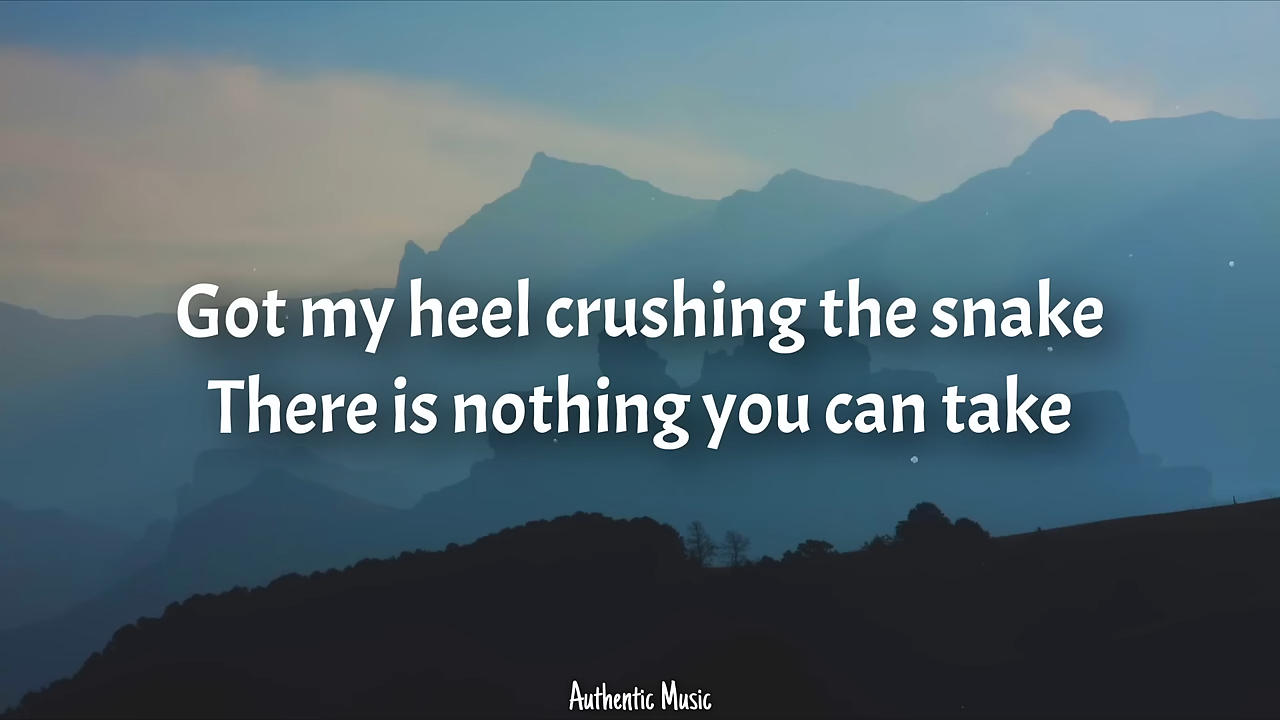 Got my heel crushing the snake
There is nothing you can take
Authentic Music